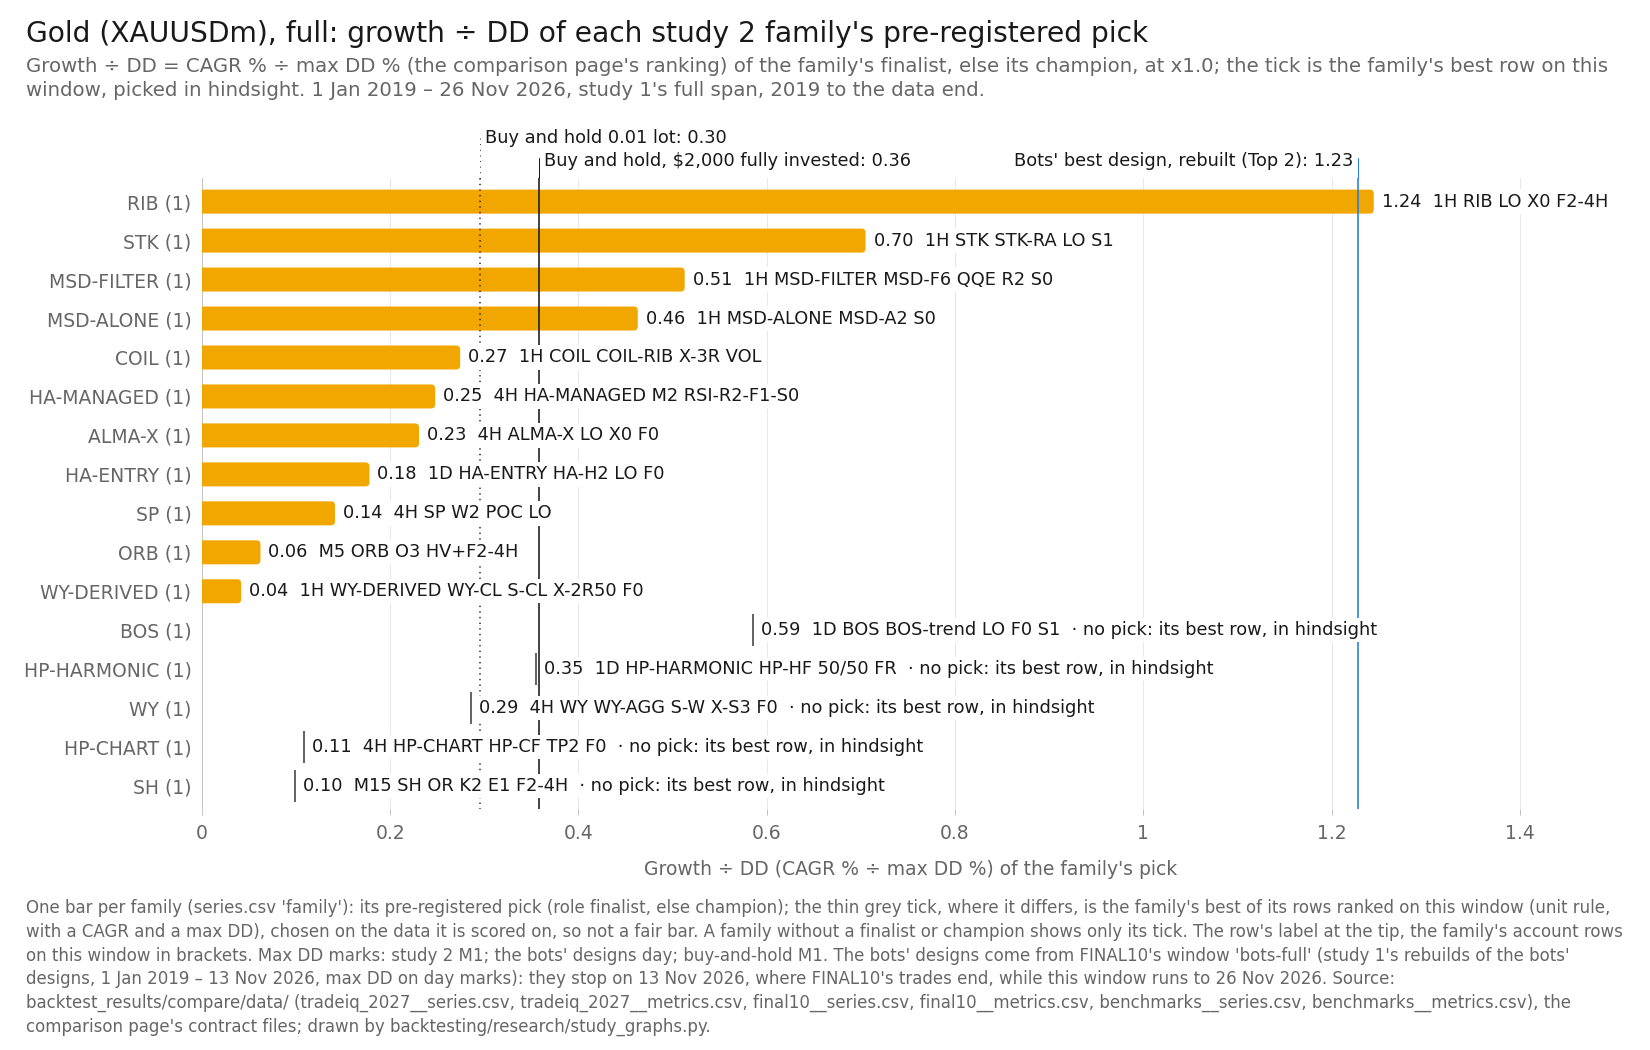 Gold (XAUUSDm), full: growth ÷ DD of each study 2 family's pre-registered pick
Growth ÷ DD = CAGR % ÷ max DD % (the comparison page's ranking) of the family's finalist, else its champion, at x1.0; the tick is the family's best row on this
window, picked in hindsight. 1 Jan 2019 – 26 Nov 2026, study 1's full span, 2019 to the data end.
Buy and hold 0.01 lot: 0.30
Buy and hold, $2,000 fully invested: 0.36
Bots' best design, rebuilt (Top 2): 1.23
RIB (1)
1.24 1H RIB LO X0 F2-4H
STK (1)
0.70 1H STK STK-RA LO S1
MSD-FILTER (1)
0.51 1H MSD-FILTER MSD-F6 QQE R2 S0
MSD-ALONE (1)
0.46 1H MSD-ALONE MSD-A2 S0
COIL (1)
0.27 1H COIL COIL-RIB X-3R VOL
HA-MANAGED (1)
0.25 4H HA-MANAGED M2 RSI-R2-F1-S0
ALMA-X (1)
0.23 4H ALMA-X LO X0 F0
HA-ENTRY (1)
0.18 1D HA-ENTRY HA-H2 LO F0
SP (1)
0.14 4H SP W2 POC LO
ORB (1)
0.06 M5 ORB O3 HV+F2-4H
WY-DERIVED (1)
0.04 1H WY-DERIVED WY-CL S-CL X-2R50 F0
BOS (1)
0.59 1D BOS BOS-trend LO F0 S1 · no pick: its best row, in hindsight
HP-HARMONIC (1)
0.35 1D HP-HARMONIC HP-HF 50/50 FR · no pick: its best row, in hindsight
WY (1)
0.29 4H WY WY-AGG S-W X-S3 F0 · no pick: its best row, in hindsight
HP-CHART (1)
0.11 4H HP-CHART HP-CF TP2 F0 · no pick: its best row, in hindsight
SH (1)
0.10 M15 SH OR K2 E1 F2-4H · no pick: its best row, in hindsight
0 0.2 0.4 0.6 0.8 1 1.2 1.4
Growth ÷ DD (CAGR % ÷ max DD %) of the family's pick
One bar per family (series.csv 'family'): its pre-registered pick (role finalist, else champion); the thin grey tick, where it differs, is the family's best of its rows ranked on this window (unit rule,
with a CAGR and a max DD), chosen on the data it is scored on, so not a fair bar. A family without a finalist or champion shows only its tick. The row's label at the tip, the family's account rows
on this window in brackets. Max DD marks: study 2 M1; the bots' designs day; buy-and-hold M1. The bots' designs come from FINAL10's window 'bots-full' (study 1's rebuilds of the bots'
designs, 1 Jan 2019 – 13 Nov 2026, max DD on day marks): they stop on 13 Nov 2026, where FINAL10's trades end, while this window runs to 26 Nov 2026. Source:
backtest_results/compare/data/ (tradeiq_2027__series.csv, tradeiq_2027__metrics.csv, final10__series.csv, final10__metrics.csv, benchmarks__series.csv, benchmarks__metrics.csv), the
comparison page's contract files; drawn by backtesting/research/study_graphs.py.